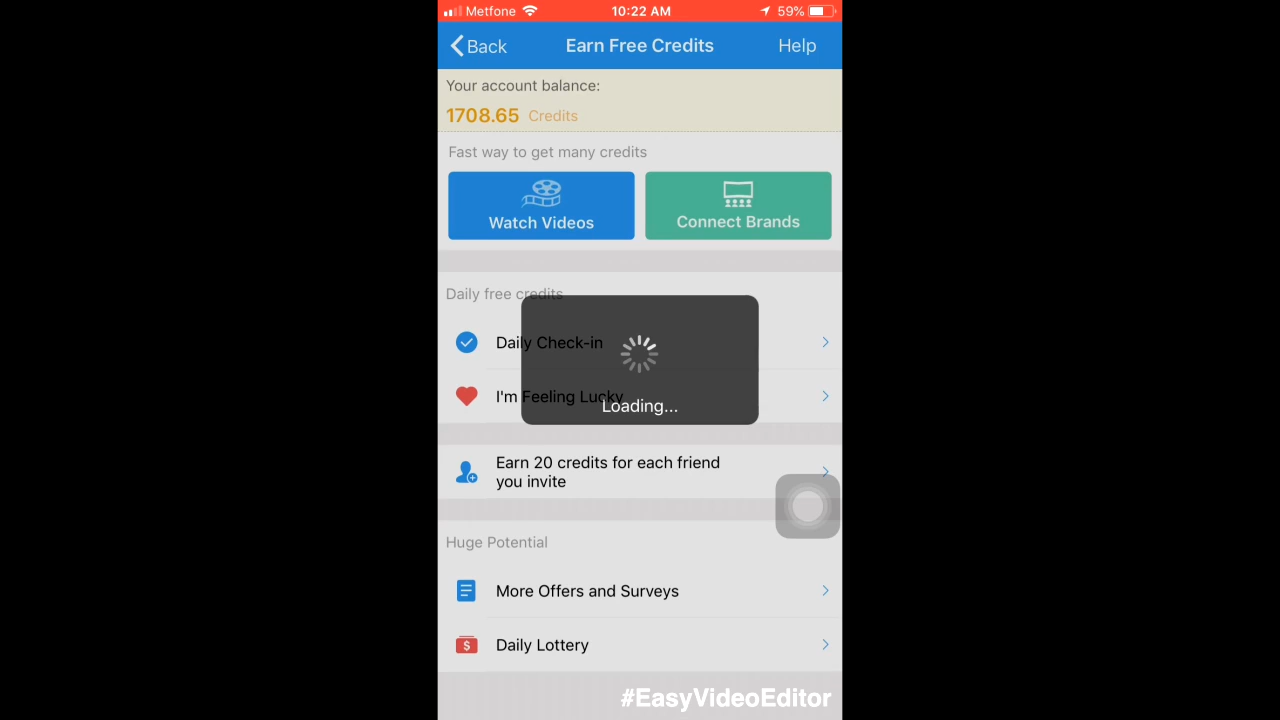 Metfone 10:22 AM 59%
Back Earn Free Credits Help
Your account balance:
1708.65 Credits
Fast way to get many credits
Watch Videos Connect Brands
Daily free credits
Daily Check-in
I'm Feeling Lucky
Loading...
Earn 20 credits for each friend
you invite
Huge Potential
More Offers and Surveys
Daily Lottery
#EasyVideoEditor